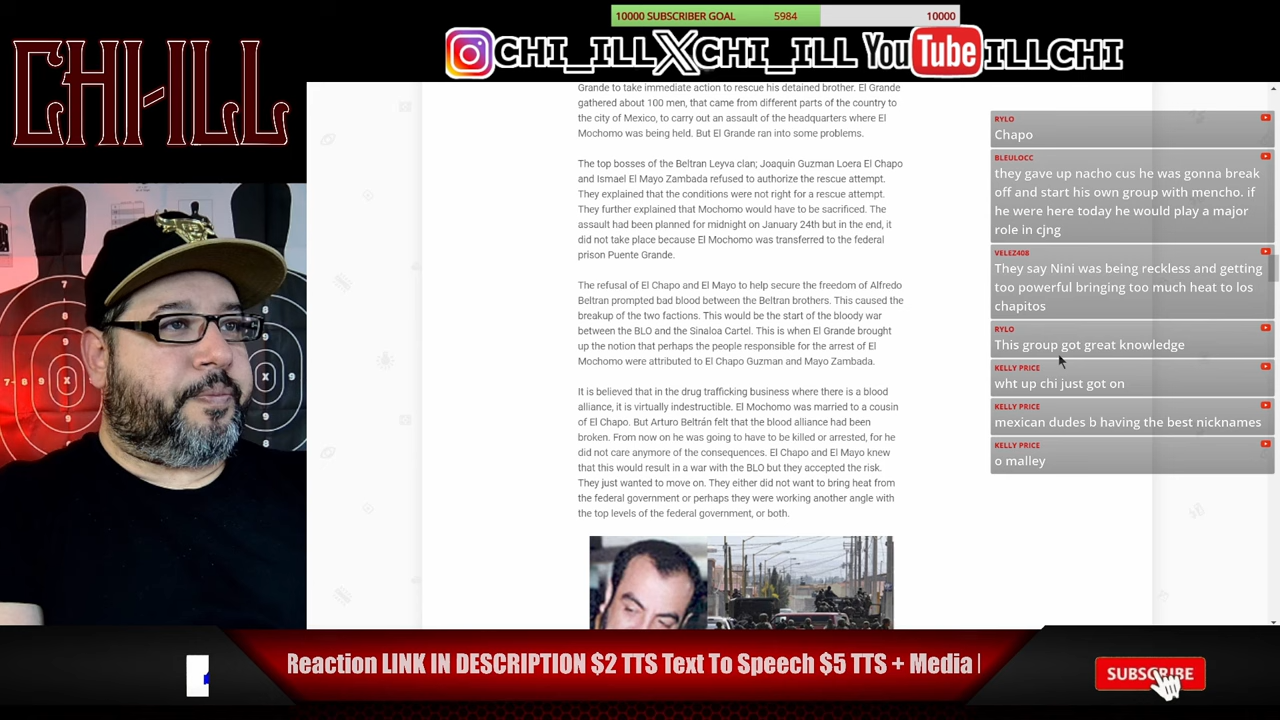 10000 SUBSCRIBER GOAL 5984 10000
CHI-ILL
CHI_ILL X CHI_ILL YouTube ILLCHI
Grande to take immediate action to rescue his detained brother. El Grande
gathered about 100 men, that came from different parts of the country to
the city of Mexico, to carry out an assault of the headquarters where El
Mochomo was being held. But El Grande ran into some problems.
The top bosses of the Beltran Leyva clan; Joaquin Guzman Loera El Chapo
and Ismael El Mayo Zambada refused to authorize the rescue attempt.
They explained that the conditions were not right for a rescue attempt.
They further explained that Mochomo would have to be sacrificed. The
assault had been planned for midnight on January 24th but in the end, it
did not take place because El Mochomo was transferred to the federal
prison Puente Grande.
The refusal of El Chapo and El Mayo to help secure the freedom of Alfredo
Beltran prompted bad blood between the Beltran brothers. This caused the
breakup of the two factions. This would be the start of the bloody war
between the BLO and the Sinaloa Cartel. This is when El Grande brought
up the notion that perhaps the people responsible for the arrest of El
Mochomo were attributed to El Chapo Guzman and Mayo Zambada.
It is believed that in the drug trafficking business where there is a blood
alliance, it is virtually indestructible. El Mochomo was married to a cousin
of El Chapo. But Arturo Beltrán felt that the blood alliance had been
broken. From now on he was going to have to be killed or arrested, for he
did not care anymore of the consequences. El Chapo and El Mayo knew
that this would result in a war with the BLO but they accepted the risk.
They just wanted to move on. They either did not want to bring heat from
the federal government or perhaps they were working another angle with
the top levels of the federal government, or both.
RYLO
Chapo
BLEULOCC
they gave up nacho cus he was gonna break
off and start his own group with mencho. if
he were here today he would play a major
role in cjng
VELEZ408
They say Nini was being reckless and getting
too powerful bringing too much heat to los
chapitos
RYLO
This group got great knowledge
KELLY PRICE
wht up chi just got on
KELLY PRICE
mexican dudes b having the best nicknames
KELLY PRICE
o malley
7
8
7-8-9 X 9
9
8
X 9
9
8
Reaction LINK IN DESCRIPTION $2 TTS Text To Speech $5 TTS + Media |
SUBSCRIBE